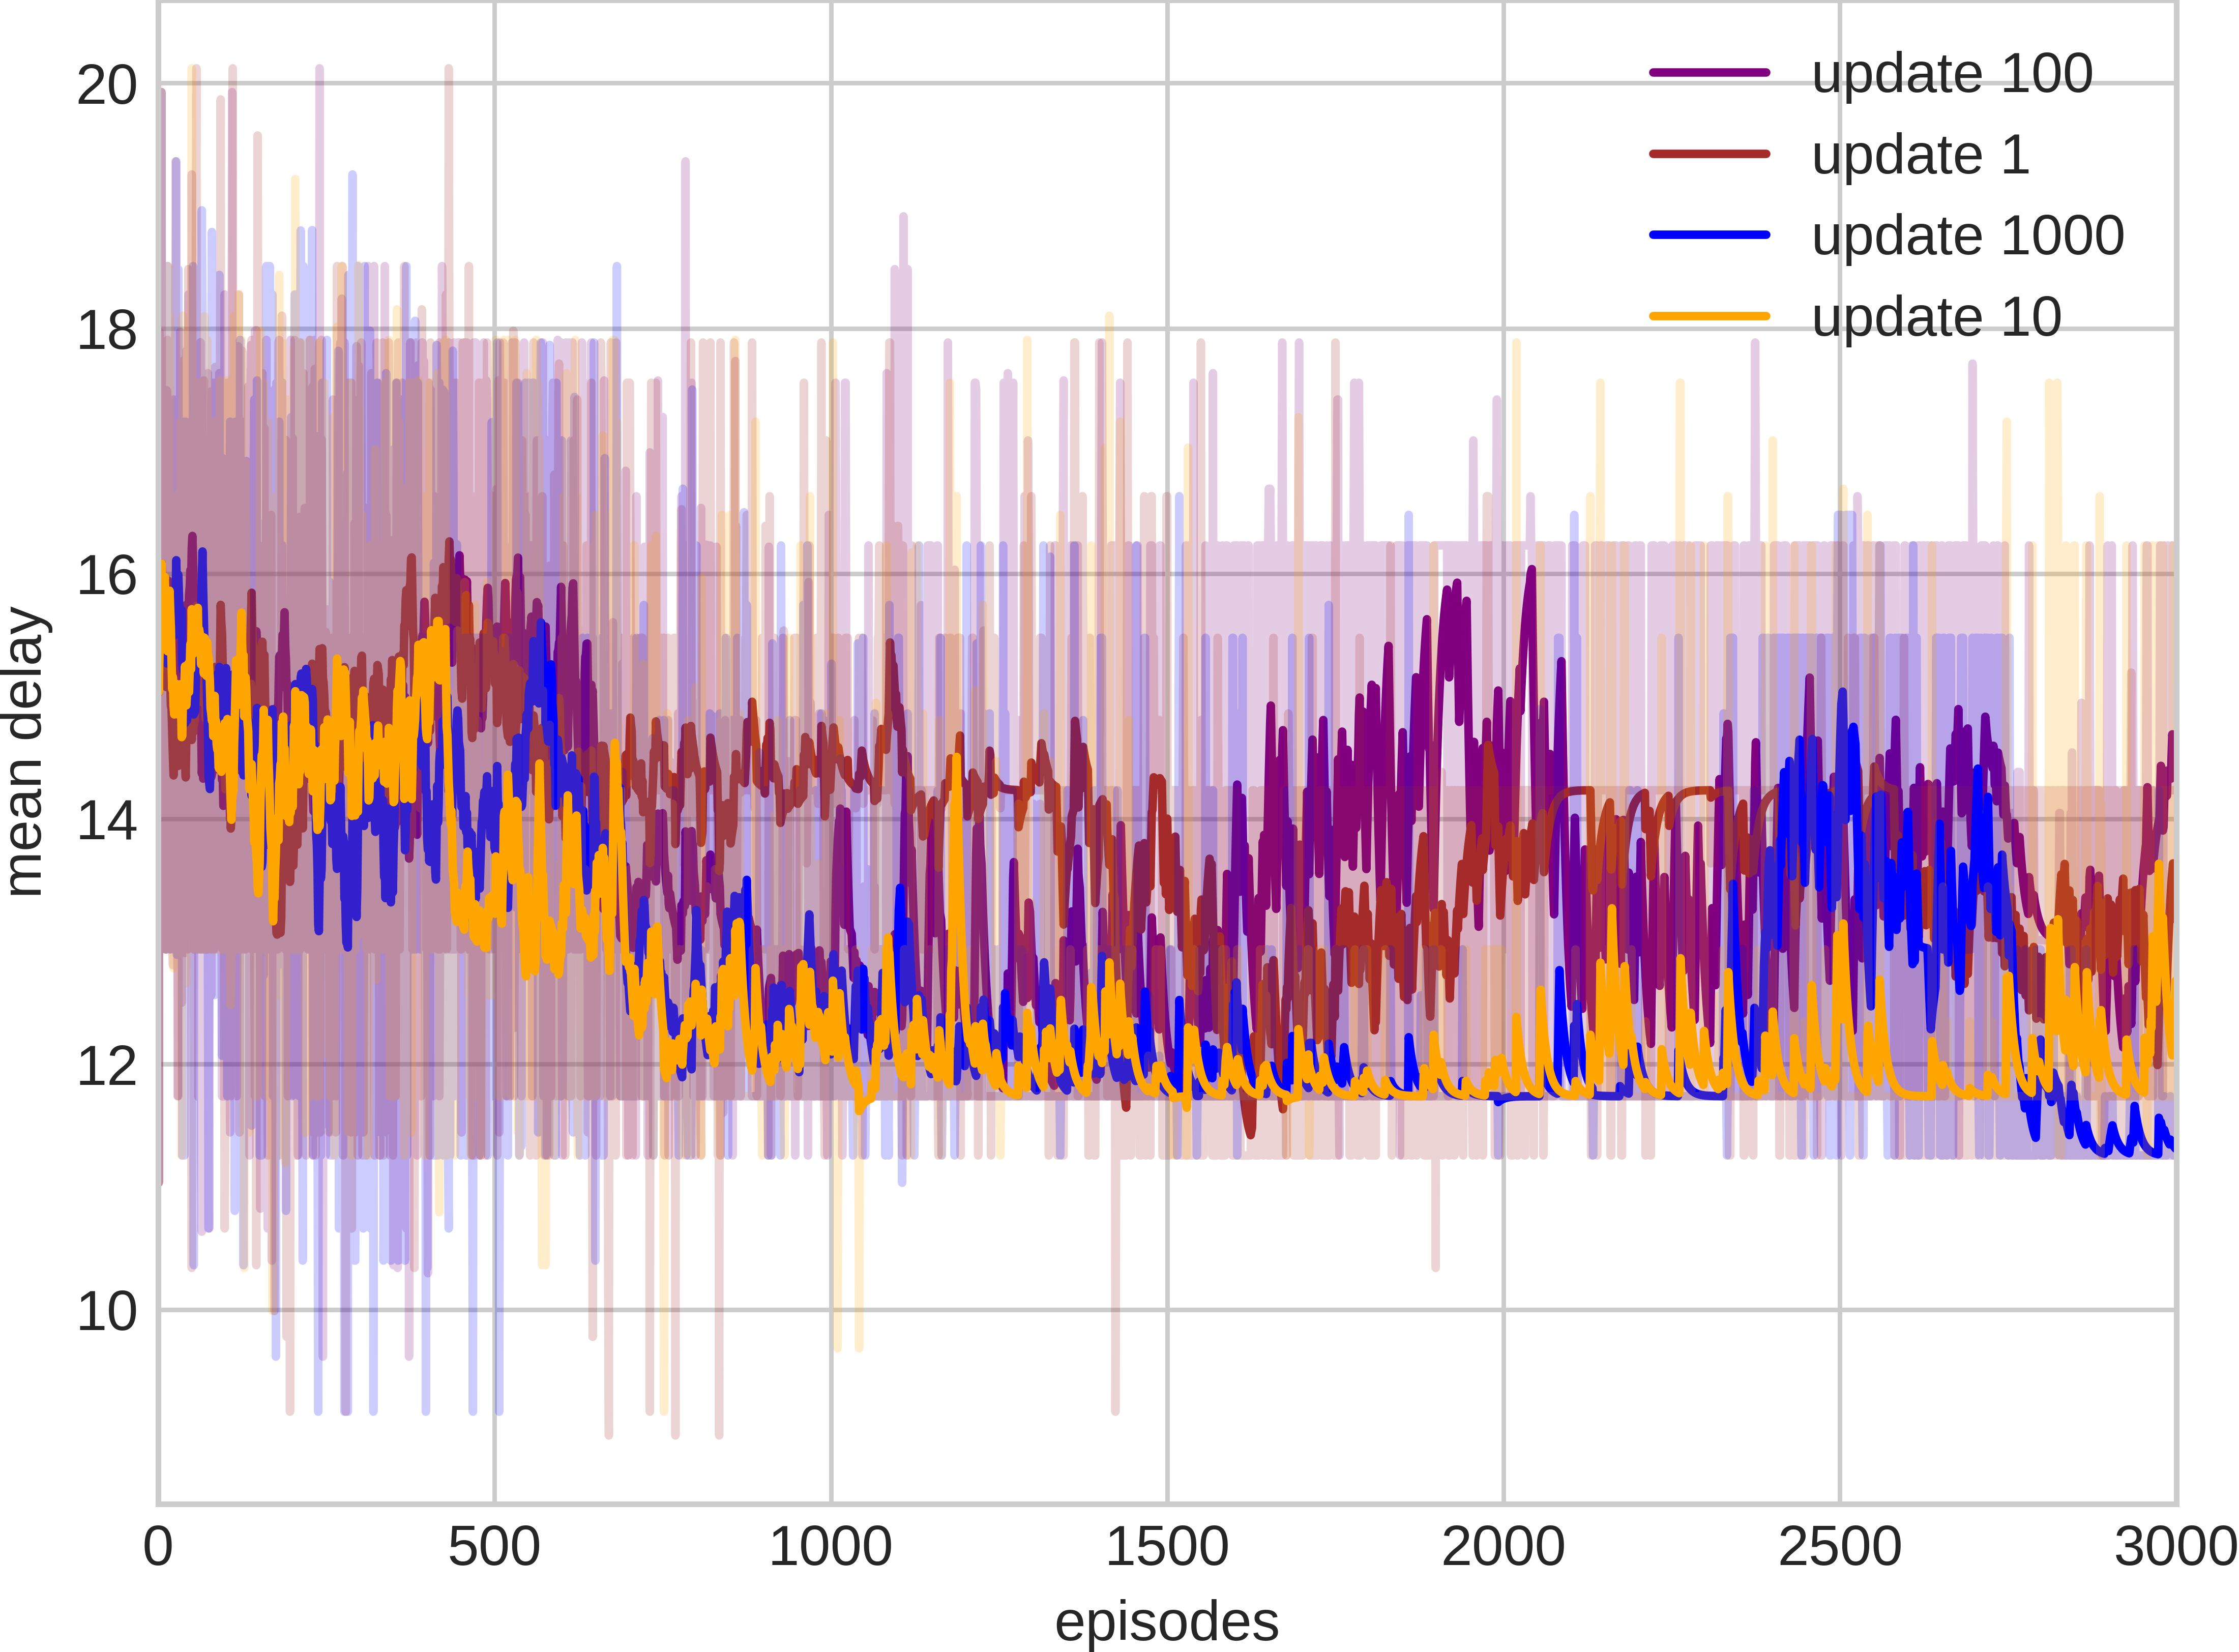 update 100
update 1
update 1000
update 10
20
18
16
14
12
10
mean delay
0 500 1000 1500 2000 2500 3000
episodes